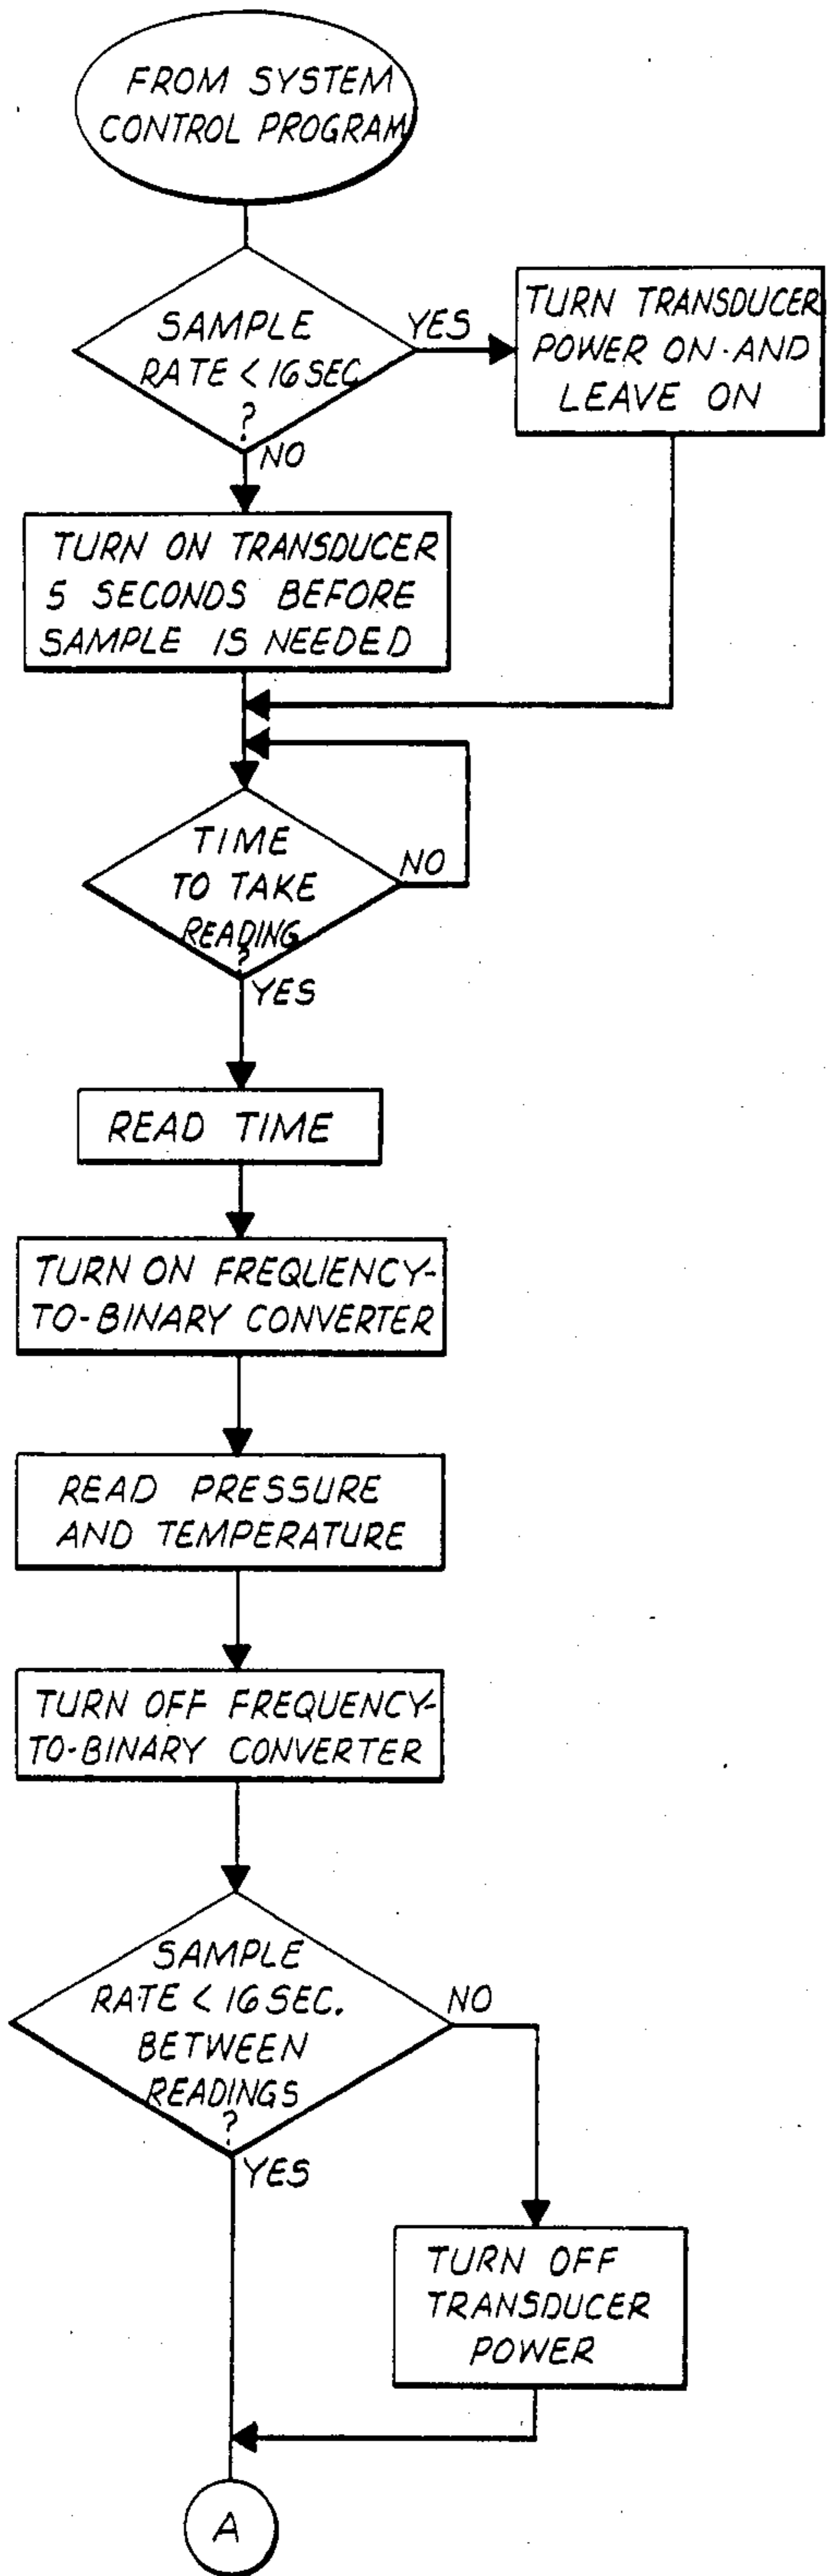 FROM SYSTEM
CONTROL PROGRAM
SAMPLE
RATE < 16 SEC
?
YES
TURN TRANSDUCER
POWER ON AND
LEAVE ON
NO
TURN ON TRANSDUCER
5 SECONDS BEFORE
SAMPLE IS NEEDED
TIME
TO TAKE
READING
?
NO
YES
READ TIME
TURN ON FREQUENCY-
TO-BINARY CONVERTER
READ PRESSURE
AND TEMPERATURE
TURN OFF FREQUENCY-
TO-BINARY CONVERTER
SAMPLE
RATE < 16 SEC.
BETWEEN
READINGS
?
NO
YES
TURN OFF
TRANSDUCER
POWER
A